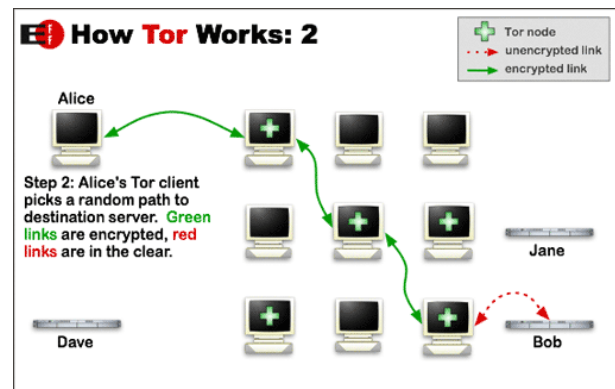 EFF How Tor Works: 2
Tor node
unencrypted link
encrypted link
Alice
Step 2: Alice's Tor client
picks a random path to
destination server. Green
links are encrypted, red
links are in the clear.
Jane
Dave
Bob